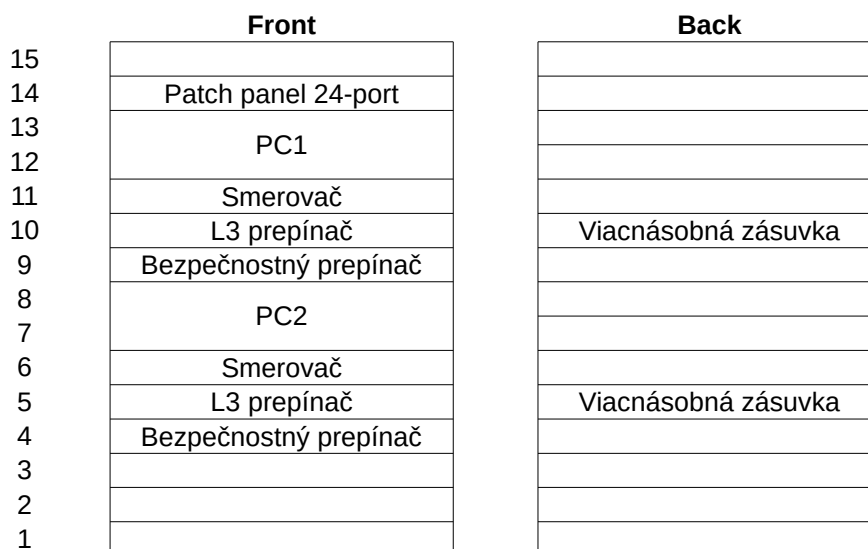 Front Back
15
14 Patch panel 24-port
13
PC1
12
11 Smerovač
10 L3 prepínač Viacnásobná zásuvka
9 Bezpečnostný prepínač
8
PC2
7
6 Smerovač
5 L3 prepínač Viacnásobná zásuvka
4 Bezpečnostný prepínač
3
2
1